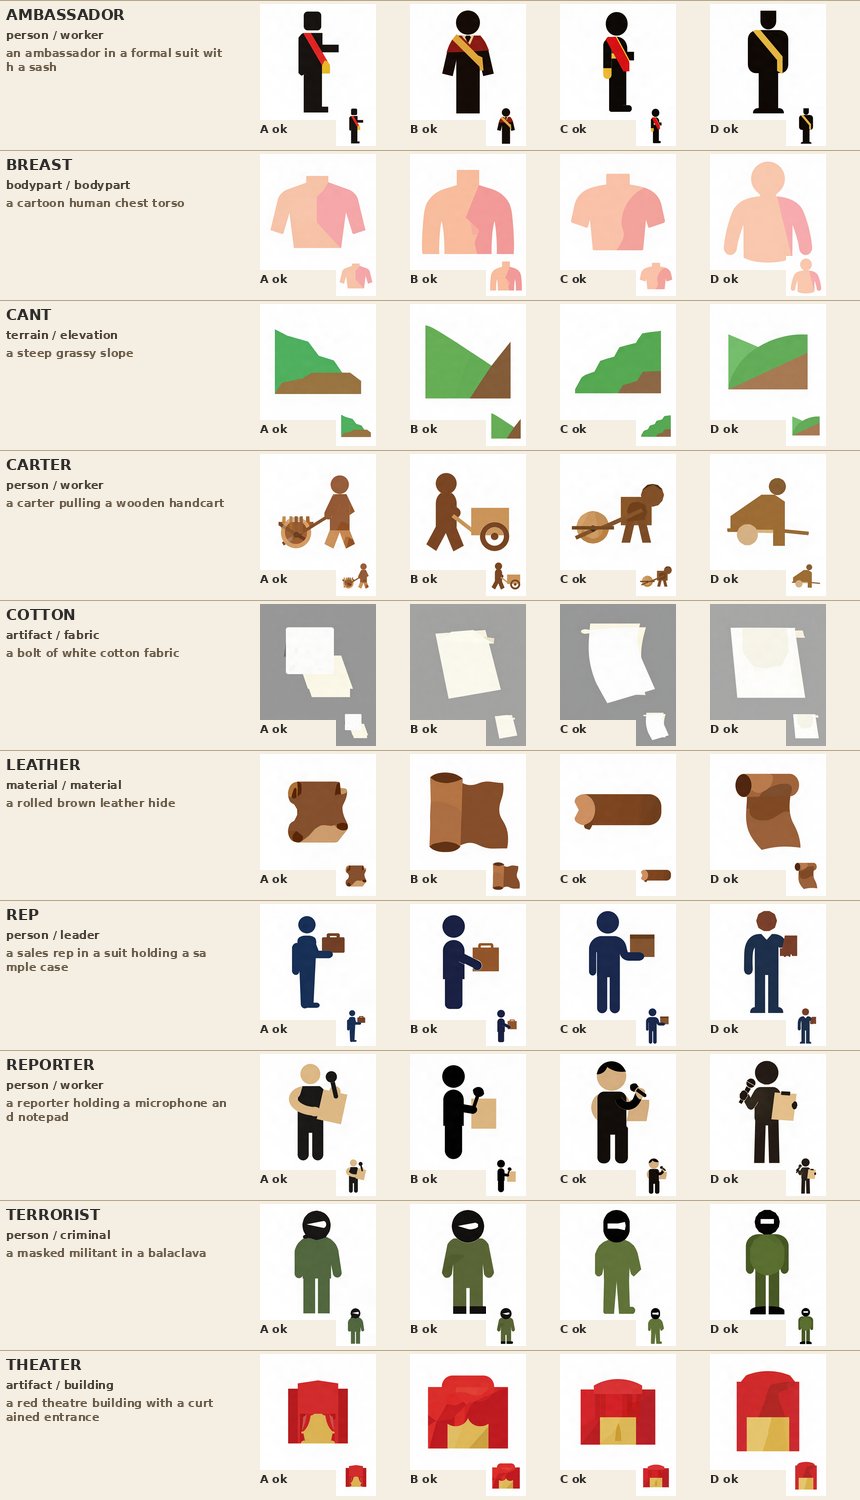 AMBASSADOR
person / worker
an ambassador in a formal suit wit
h a sash
A ok
B ok
C ok
D ok
BREAST
bodypart / bodypart
a cartoon human chest torso
A ok
B ok
C ok
D ok
CANT
terrain / elevation
a steep grassy slope
A ok
B ok
C ok
D ok
CARTER
person / worker
a carter pulling a wooden handcart
A ok
B ok
C ok
D ok
COTTON
artifact / fabric
a bolt of white cotton fabric
A ok
B ok
C ok
D ok
LEATHER
material / material
a rolled brown leather hide
A ok
B ok
C ok
D ok
REP
person / leader
a sales rep in a suit holding a sa
mple case
A ok
B ok
C ok
D ok
REPORTER
person / worker
a reporter holding a microphone an
d notepad
A ok
B ok
C ok
D ok
TERRORIST
person / criminal
a masked militant in a balaclava
A ok
B ok
C ok
D ok
THEATER
artifact / building
a red theatre building with a curt
ained entrance
A ok
B ok
C ok
D ok